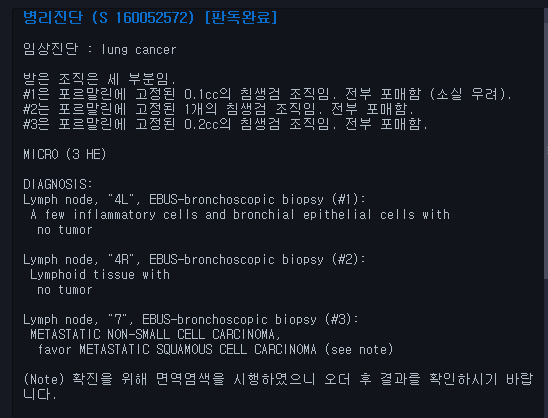 병리진단 (S 160052572) [판독완료]
임상진단 : lung cancer
받은 조직은 세 부분임.
#1은 포르말린에 고정된 0.1cc의 침생검 조직임. 전부 포매함 (소실 우려).
#2는 포르말린에 고정된 1개의 침생검 조직임. 전부 포매함.
#3은 포르말린에 고정된 0.2cc의 침생검 조직임. 전부 포매함.
MICRO (3 HE)
DIAGNOSIS:
Lymph node, "4L", EBUS-bronchoscopic biopsy (#1):
A few inflammatory cells and bronchial epithelial cells with
no tumor
Lymph node, "4R", EBUS-bronchoscopic biopsy (#2):
Lymphoid tissue with
no tumor
Lymph node, "7", EBUS-bronchoscopic biopsy (#3):
METASTATIC NON-SMALL CELL CARCINOMA,
favor METASTATIC SQUAMOUS CELL CARCINOMA (see note)
(Note) 확진을 위해 면역염색을 시행하였으니 오더 후 결과를 확인하시기 바랍
니다.